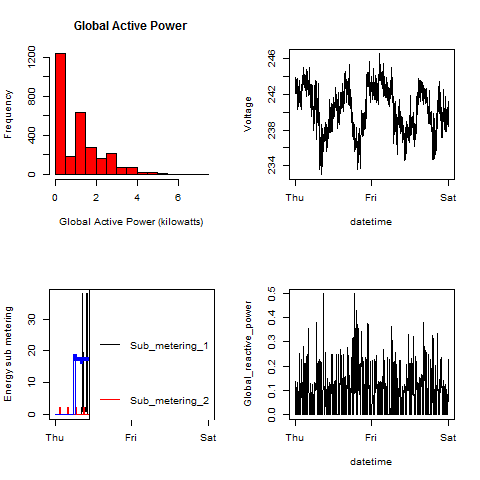 Global Active Power
Frequency
0 400 800 1200
0 2 4 6
Global Active Power (kilowatts)
Voltage
234 238 242 246
Thu Fri Sat
datetime
Energy sub metering
0 10 20 30
Sub_metering_1
Sub_metering_2
Thu Fri Sat
Global_reactive_power
0.0 0.1 0.2 0.3 0.4 0.5
Thu Fri Sat
datetime